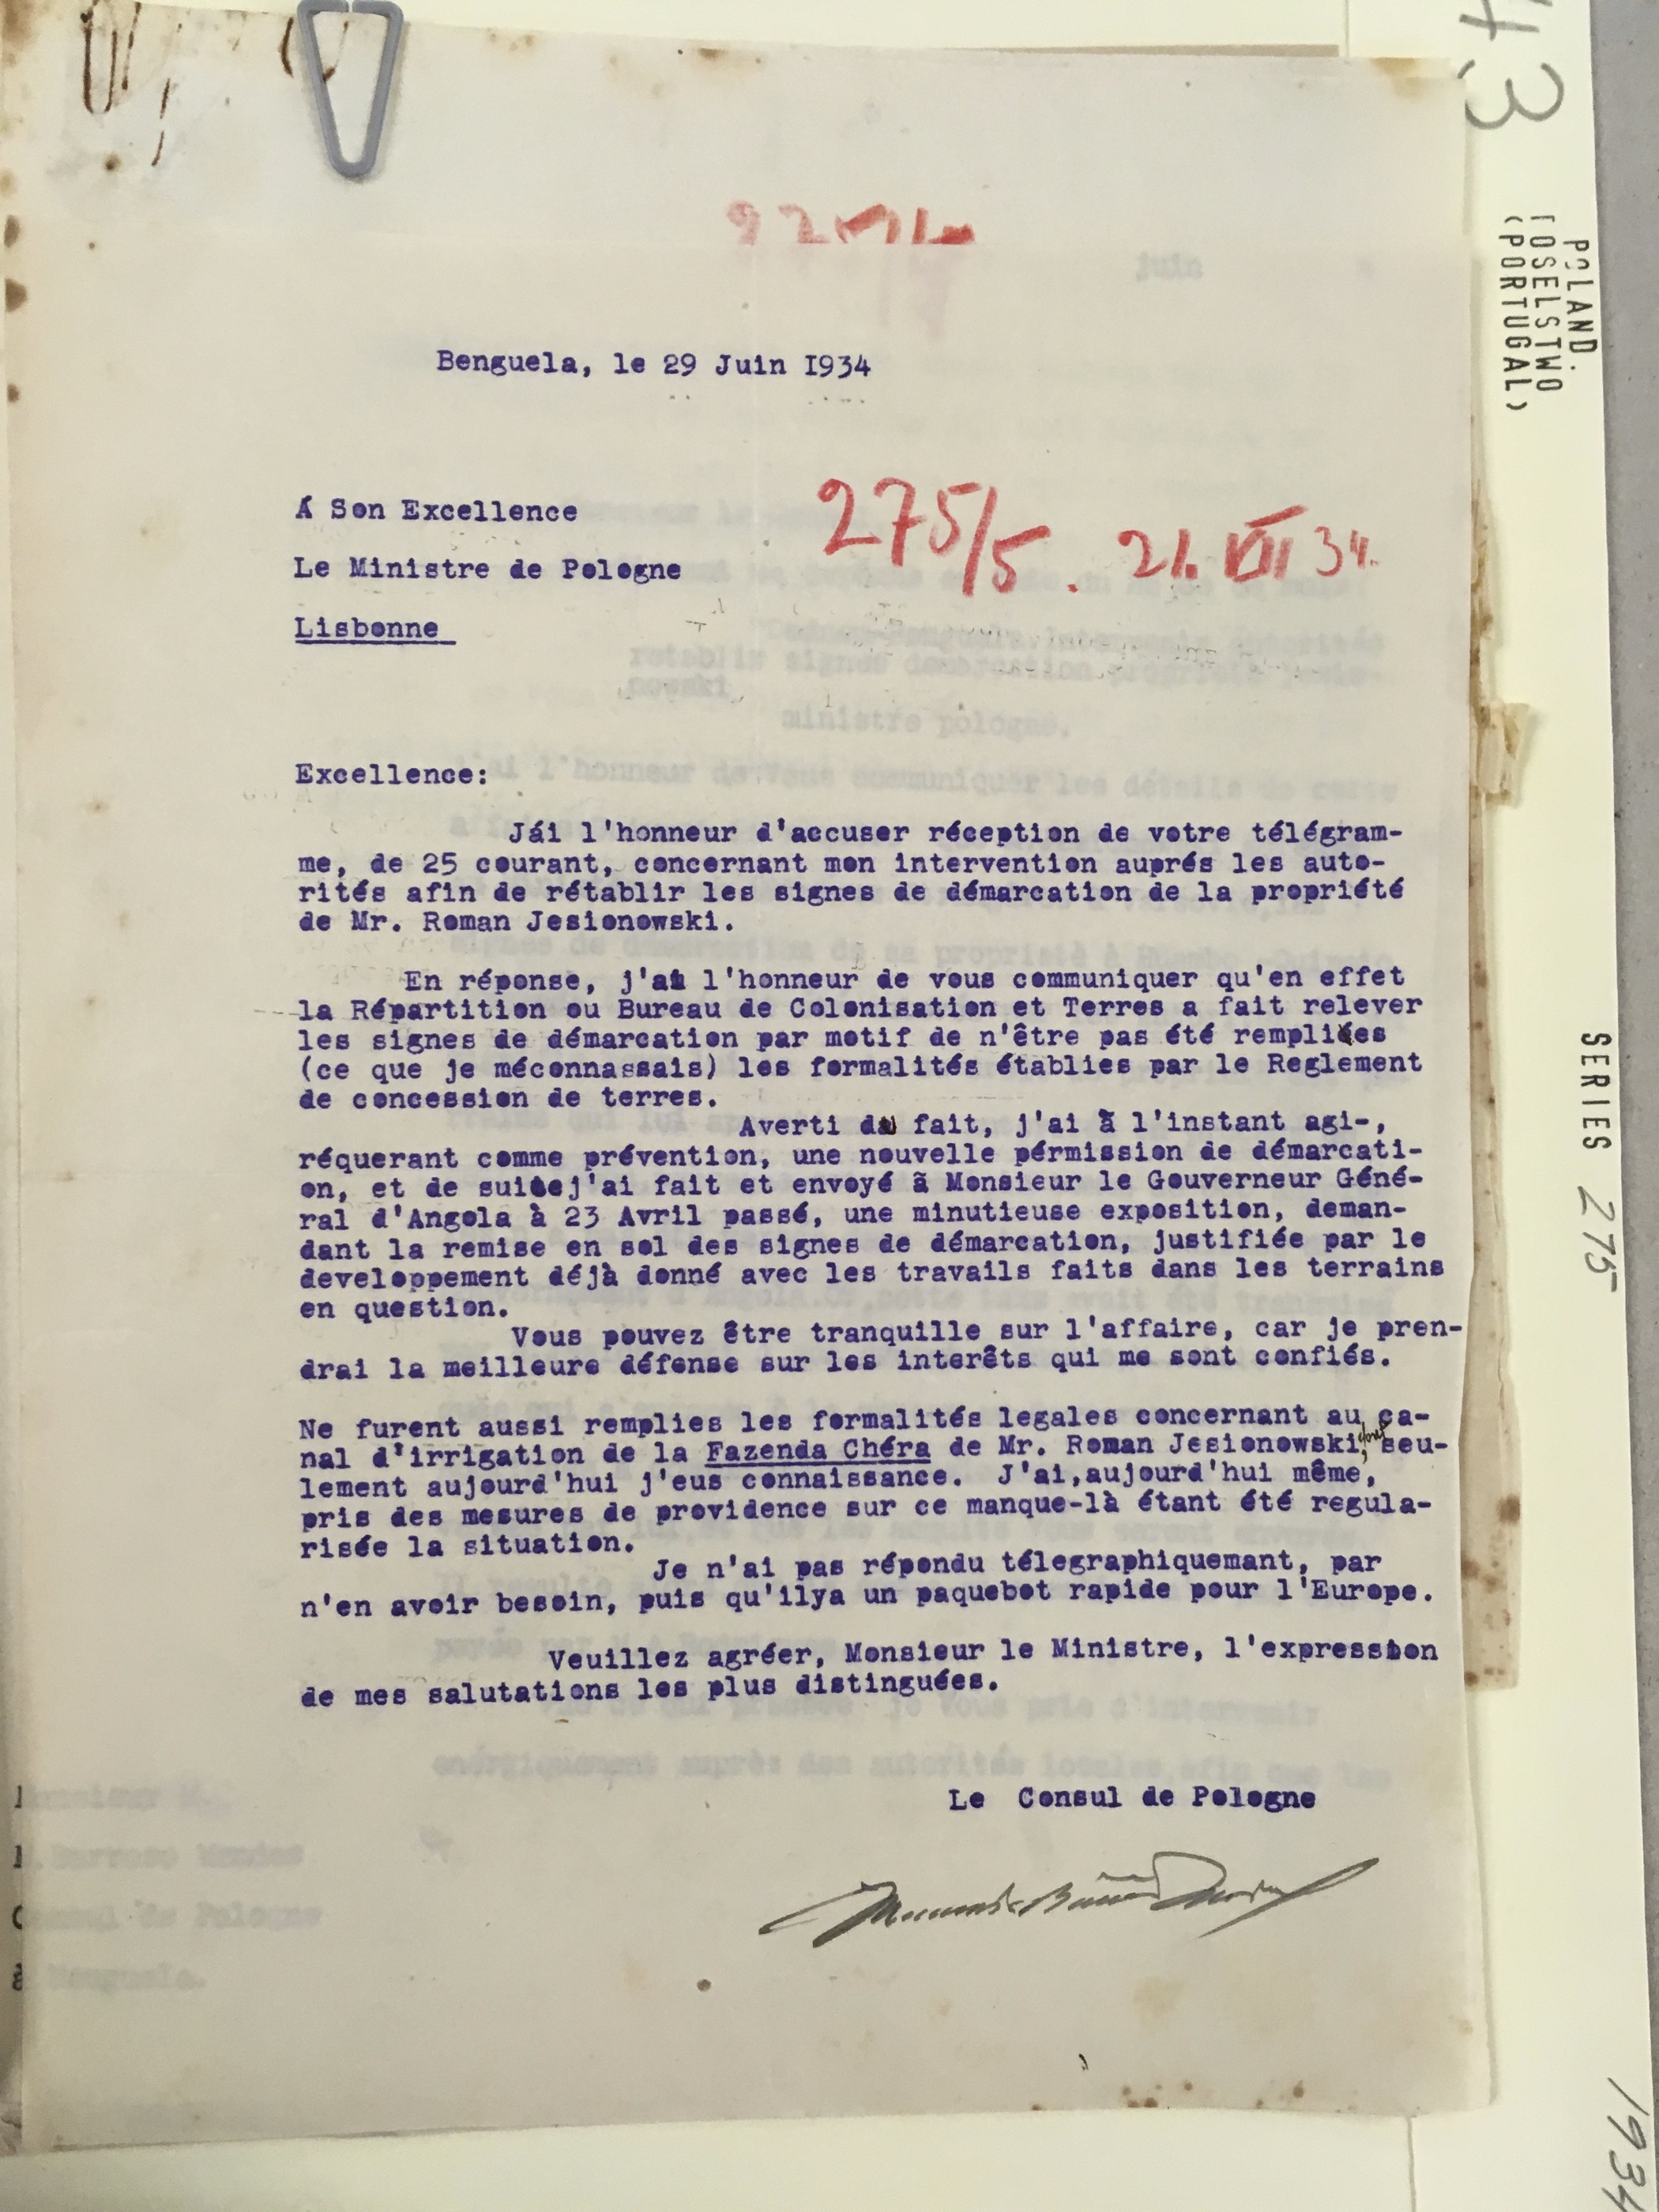 Benguela, le 29 Juin I934
275/5. 21. VII 34.
Á Son Excellence
Le Ministre de Pologne
Lisbonne
Excellence:
Jái l'honneur d'accuser réception de votre télégram-
me, de 25 courant, concernant mon intervention auprés les auto-
rités afin de rétablir les signes de démarcation de la propriété
de Mr. Roman Jesionowski.
En réponse, j'ai l'honneur de vous communiquer qu'en effet
la Répartition ou Bureau de Colonisation et Terres a fait relever
les signes de démarcation par motif de n'être pas été remplies
(ce que je méconnassais) les formalités établies par le Reglement
de concession de terres.
Averti du fait, j'ai à l'instant agi-,
réquerant comme prévention, une nouvelle pérmission de démarcati-
on, et de suite j'ai fait et envoyé ã Monsieur le Gouverneur Géné-
ral d'Angola à 23 Avril passé, une minutieuse exposition, deman-
dant la remise en sol des signes de démarcation, justifiée par le
developpement déjà donné avec les travails faits dans les terrains
en question.
Vous pouvez être tranquille sur l'affaire, car je pren-
drai la meilleure défense sur les interêts qui me sont confiés.
Ne furent aussi remplies les formalités legales concernant au ca-
nal d'irrigation de la Fazenda Chéra de Mr. Roman Jesionowski, dont seu-
lement aujourd'hui j'eus connaissance. J'ai,aujourd'hui même,
pris des mesures de providence sur ce manque-là étant été regula-
risée la situation.
Je n'ai pas répondu télegraphiquemant, par
n'en avoir besoin, puis qu'ilya un paquebot rapide pour l'Europe.
Veuillez agréer, Monsieur le Ministre, l'expression
de mes salutations les plus distinguées.
Le Consul de Pologne
43
POLAND.
POSELSTWO
(PORTUGAL)
SERIES 275
1934